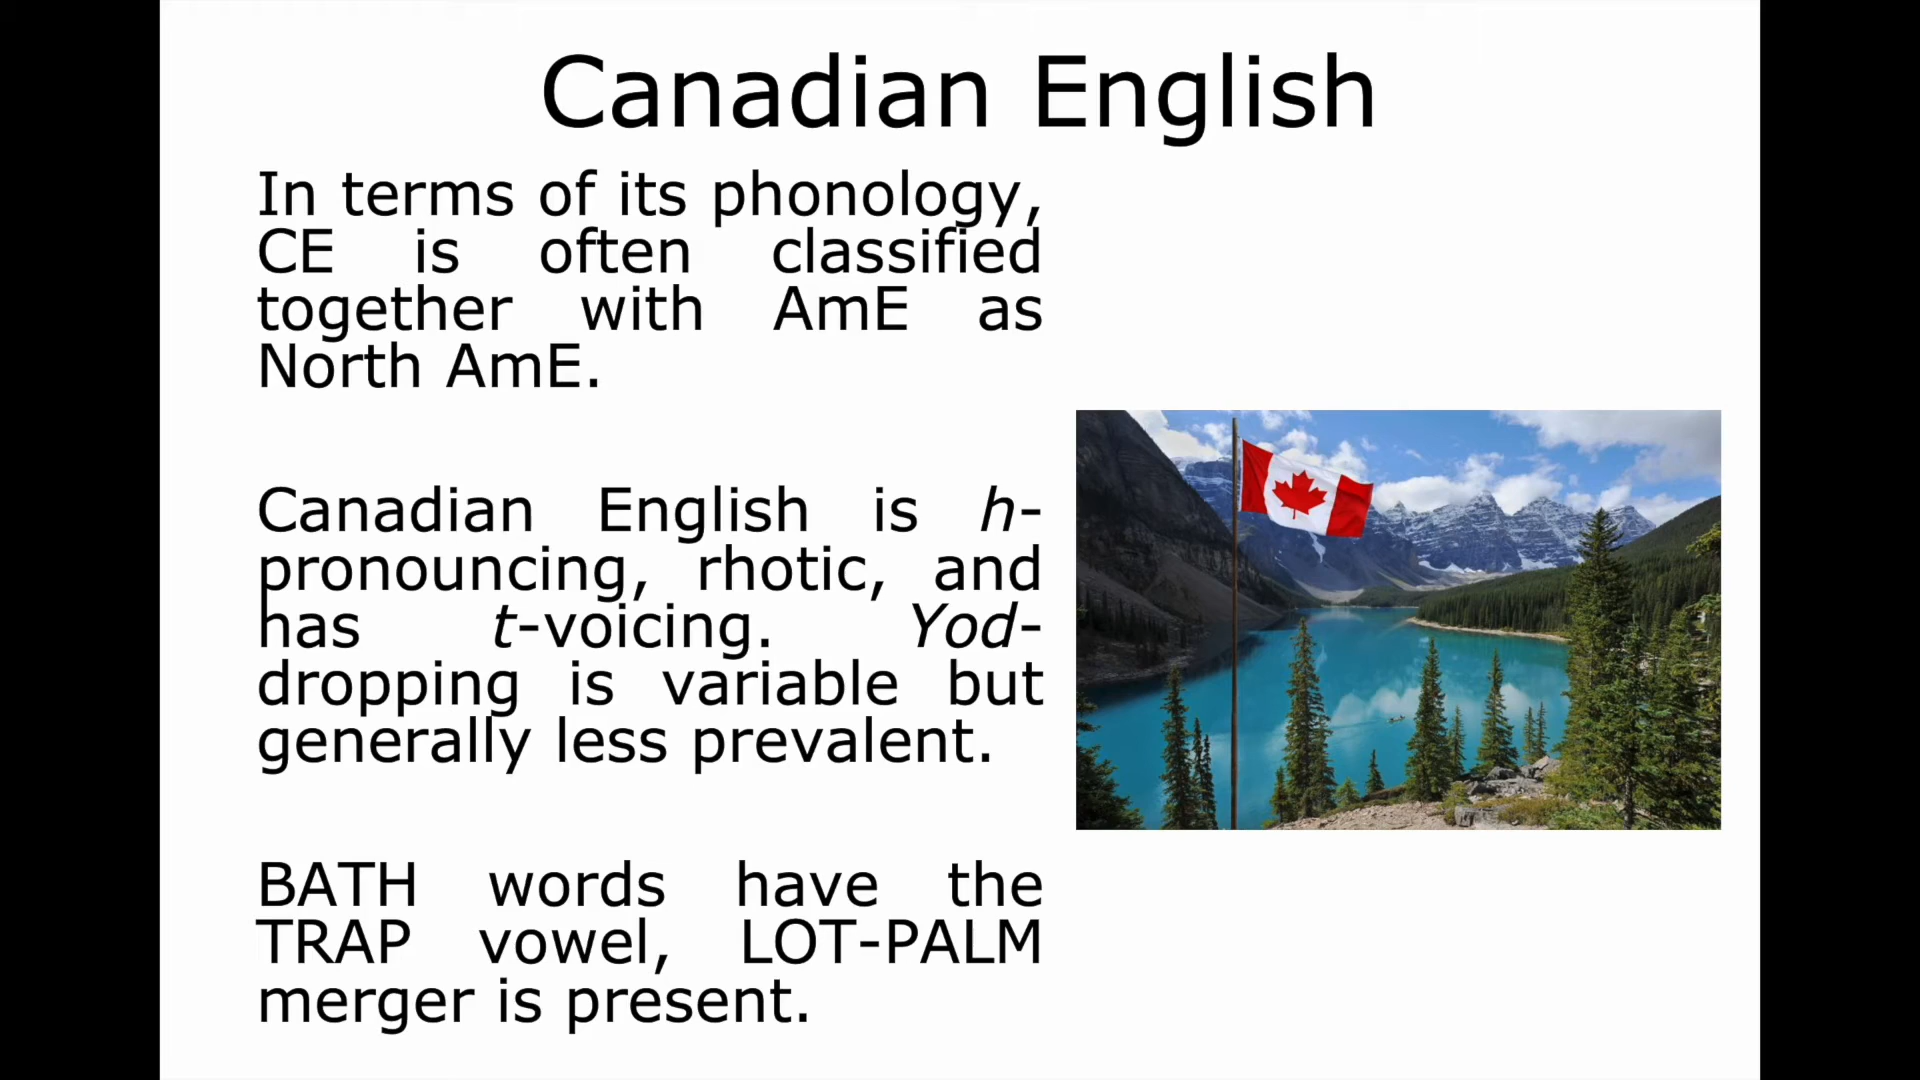 Canadian English
In terms of its phonology,
CE is often classified
together with AmE as
North AmE.
Canadian English is h-
pronouncing, rhotic, and
has t-voicing. Yod-
dropping is variable but
generally less prevalent.
BATH words have the
TRAP vowel, LOT-PALM
merger is present.